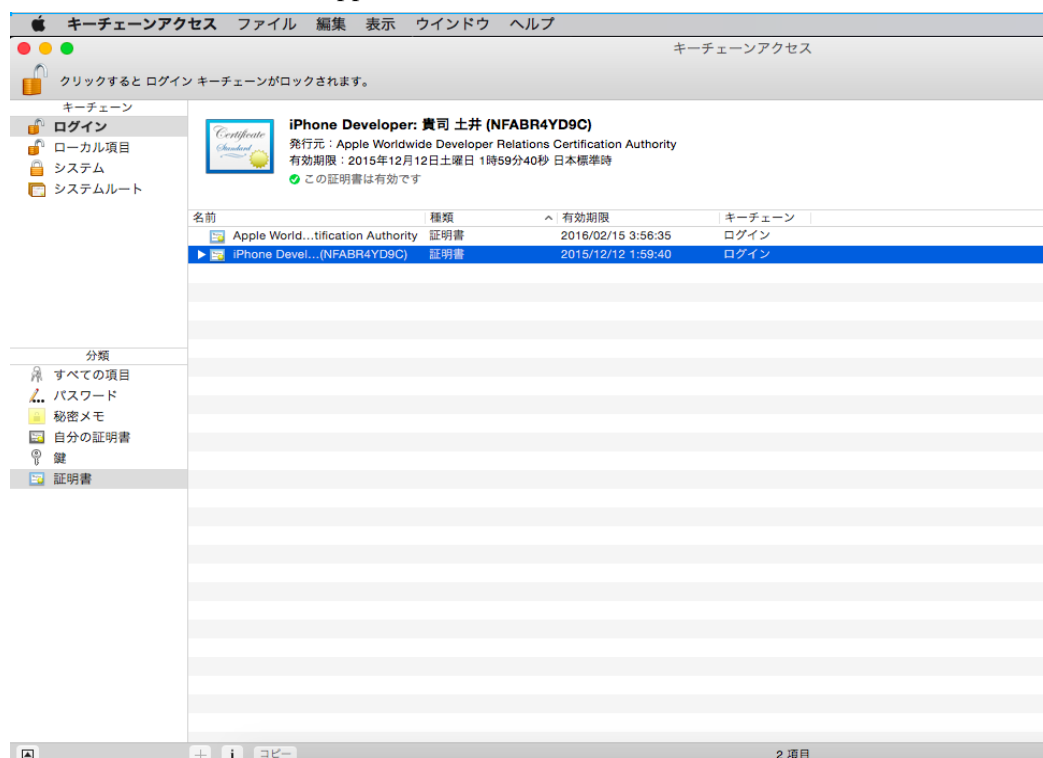 キーチェーンアクセス ファイル 編集 表示 ウインドウ ヘルプ
キーチェーンアクセス
クリックすると ログイン キーチェーンがロックされます。
キーチェーン
ログイン
ローカル項目
システム
システムルート
Certificate
Standard
iPhone Developer: 貴司 土井 (NFABR4YD9C)
発行元：Apple Worldwide Developer Relations Certification Authority
有効期限：2015年12月12日土曜日 1時59分40秒 日本標準時
この証明書は有効です
名前 種類 有効期限 キーチェーン
Apple World...tification Authority 証明書 2016/02/15 3:56:35 ログイン
iPhone Devel...(NFABR4YD9C) 証明書 2015/12/12 1:59:40 ログイン
分類
すべての項目
パスワード
秘密メモ
自分の証明書
鍵
証明書
+ i コピー 2 項目